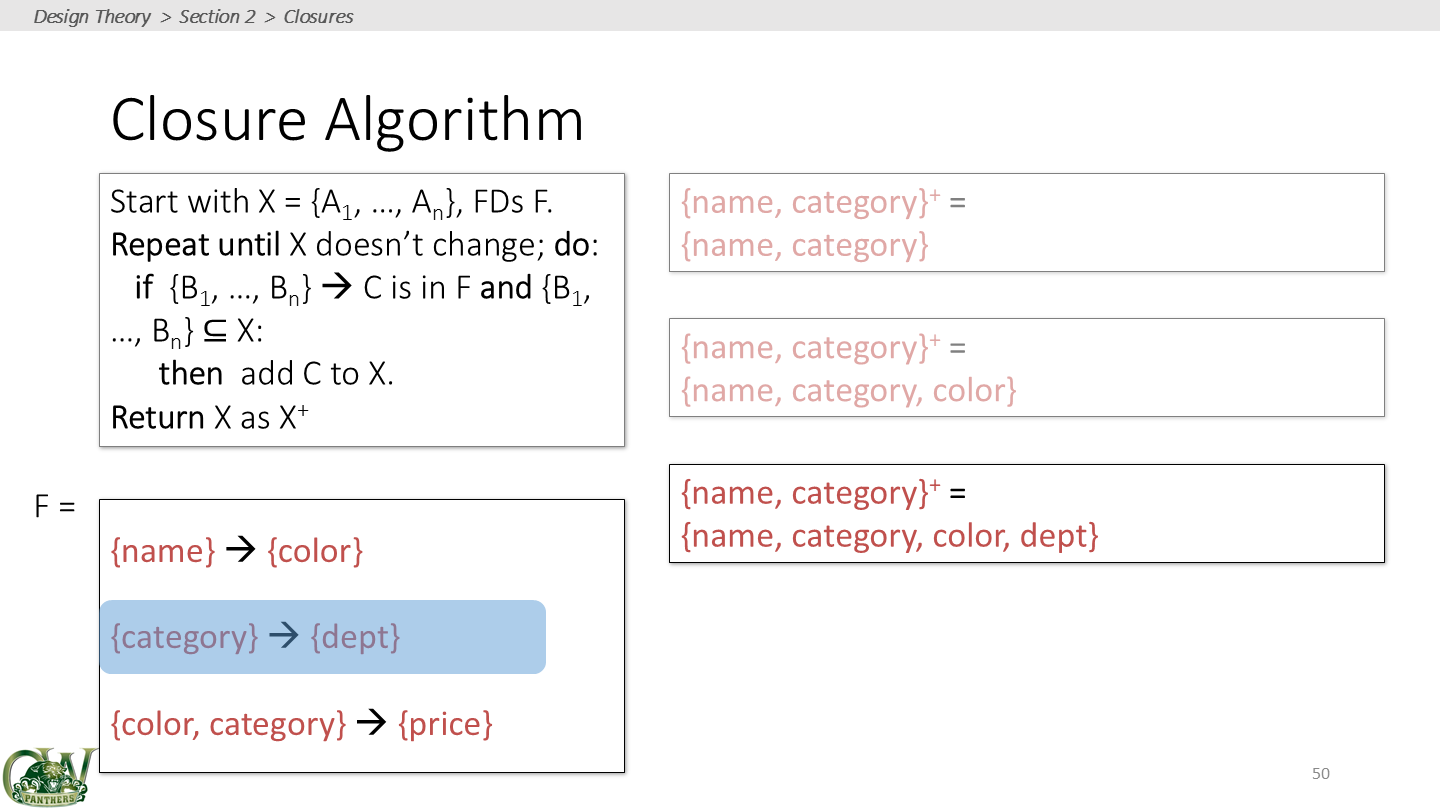 Design Theory > Section 2 > Closures
Closure Algorithm
Start with X = {A1, …, An}, FDs F.
Repeat until X doesn’t change; do:
if {B1, …, Bn} → C is in F and {B1,
…, Bn} ⊆ X:
then add C to X.
Return X as X+
F =
{name} → {color}
{category} → {dept}
{color, category} → {price}
{name, category}+ =
{name, category}
{name, category}+ =
{name, category, color}
{name, category}+ =
{name, category, color, dept}
CW
PANTHERS
50